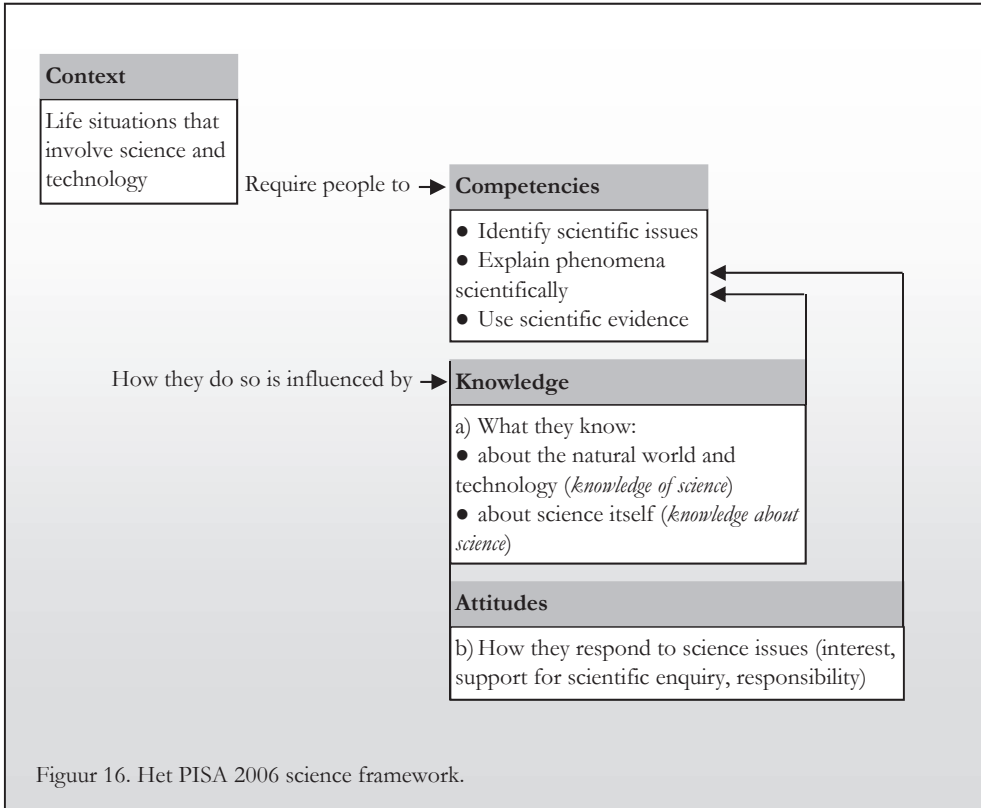 Context
Life situations that
involve science and
technology
Require people to
Competencies
● Identify scientific issues
● Explain phenomena
scientifically
● Use scientific evidence
How they do so is influenced by
Knowledge
a) What they know:
● about the natural world and
technology (knowledge of science)
● about science itself (knowledge about
science)
Attitudes
b) How they respond to science issues (interest,
support for scientific enquiry, responsibility)
Figuur 16. Het PISA 2006 science framework.